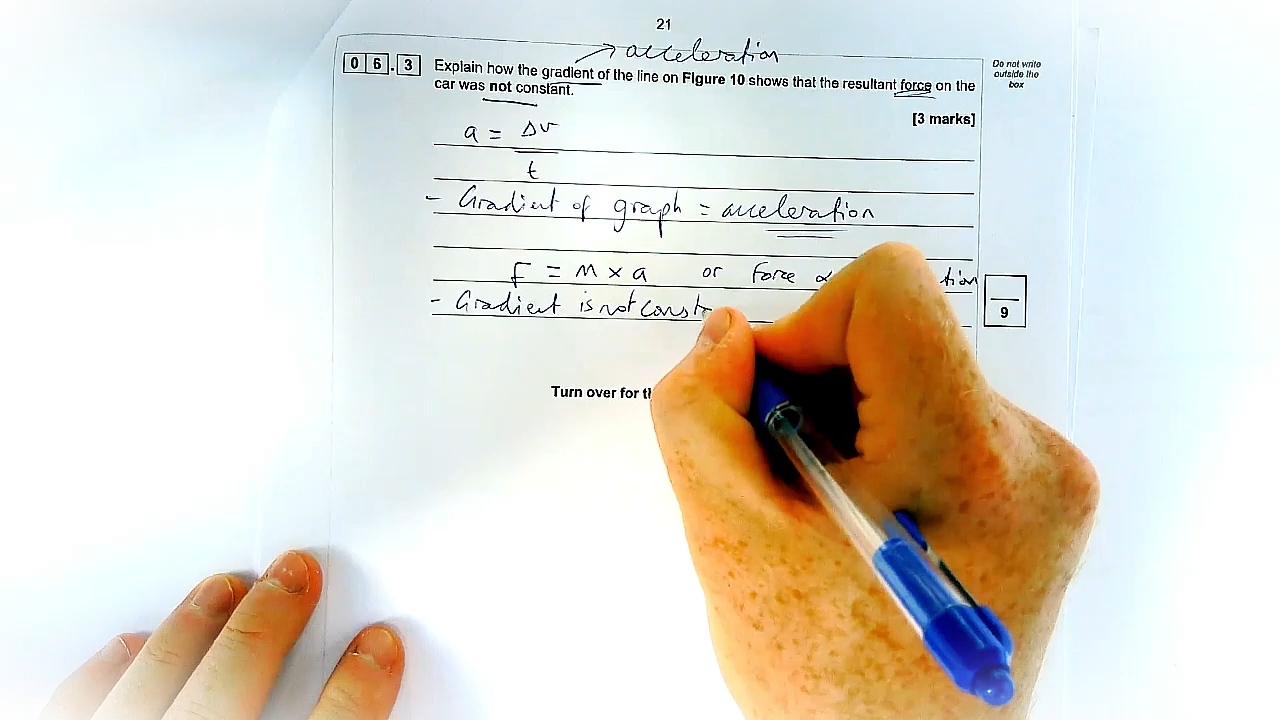 21
acceleration
0 6 . 3 Explain how the gradient of the line on Figure 10 shows that the resultant force on the
car was not constant.
Do not write
outside the
box
[3 marks]
a = Δv
t
- Gradient of graph = acceleration
F = m × a or force ∝
- Gradient is not const
9
Turn over for